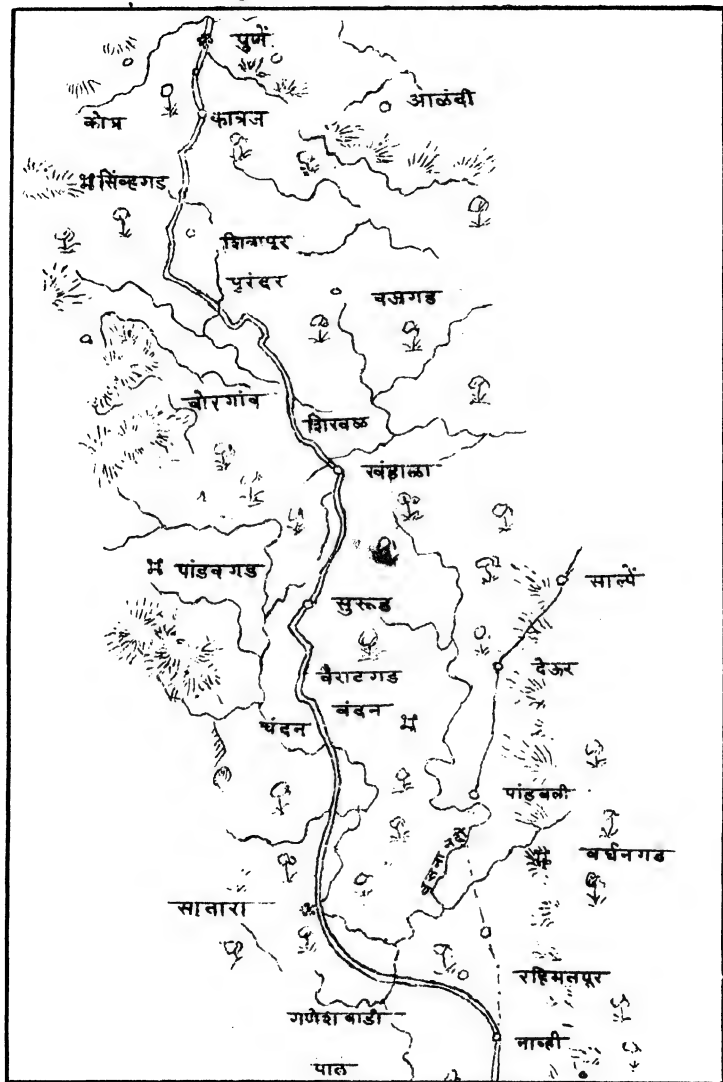 पुणें
आळंदी
कात्रज
कोप्र
सिंव्हगड
शिवापूर
पुरंदर
वज्रगड
बोरगांव
शिरवळ
खंडाळा
पांडवगड
साल्पें
सुरूड
देऊर
वैराटगड
वंदन
चंदन
पांडवली
वर्धनगड
सातारा
रहिमतपूर
गणेशवाडी
नाव्ही
पाल